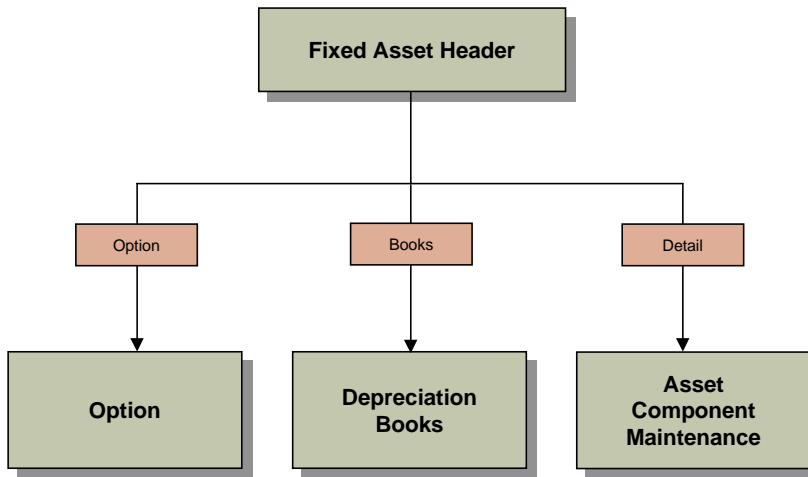 Fixed Asset Header
Option
Books
Detail
Option
Depreciation
Books
Asset
Component
Maintenance